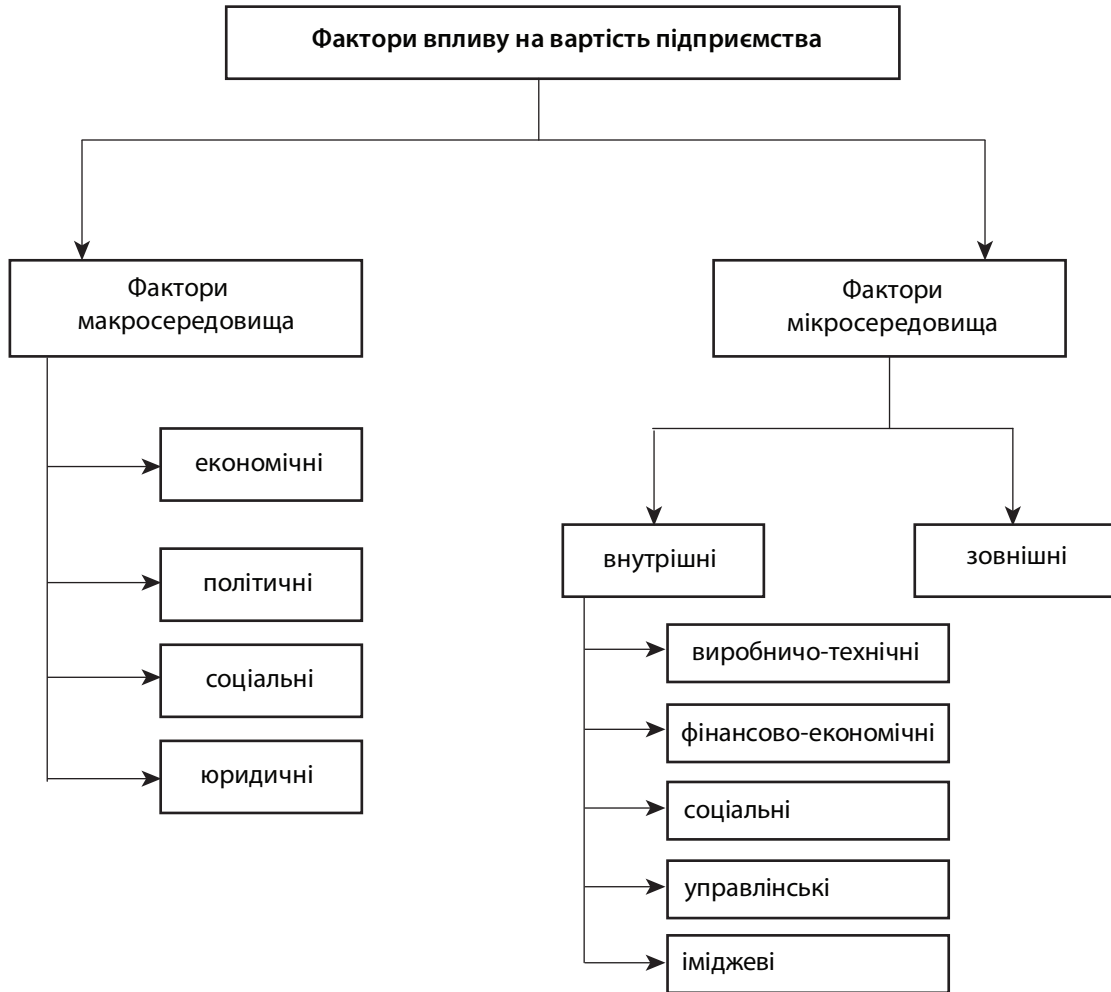 Фактори впливу на вартість підприємства
Фактори
макросередовища
економічні
політичні
соціальні
юридичні
Фактори
мікросередовища
внутрішні
зовнішні
виробничо-технічні
фінансово-економічні
соціальні
управлінські
іміджеві